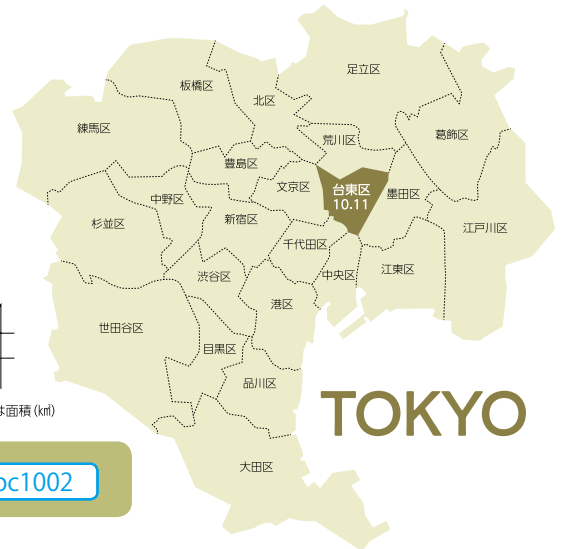 足立区
板橋区
北区
練馬区
荒川区
葛飾区
豊島区
文京区
台東区
10.11
墨田区
中野区
新宿区
杉並区
江戸川区
千代田区
渋谷区
中央区
江東区
港区
世田谷区
目黒区
品川区
は面積(㎢)
TOKYO
大田区
oc1002